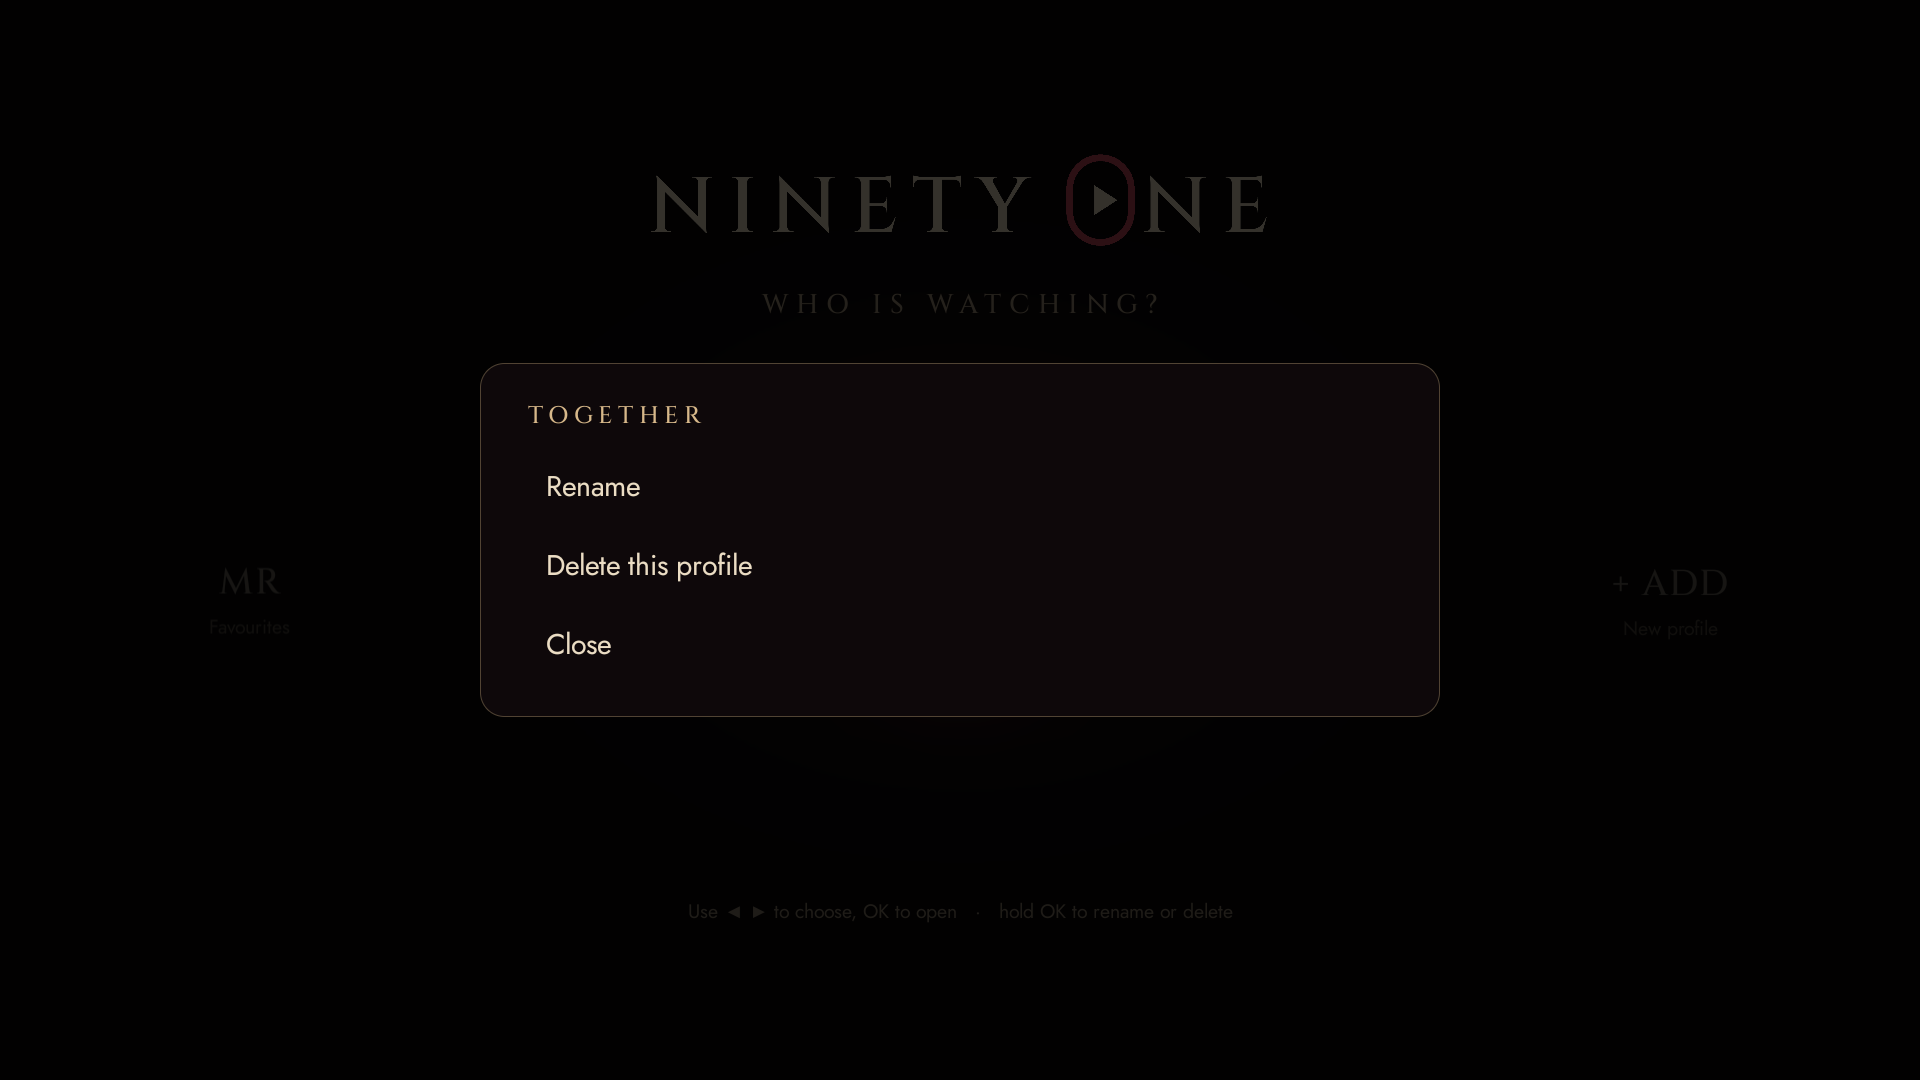 NINETY ONE
WHO IS WATCHING?
TOGETHER
Rename
Delete this profile
Close
MR
Favourites
+ ADD
New profile
Use ◄ ► to choose, OK to open · hold OK to rename or delete